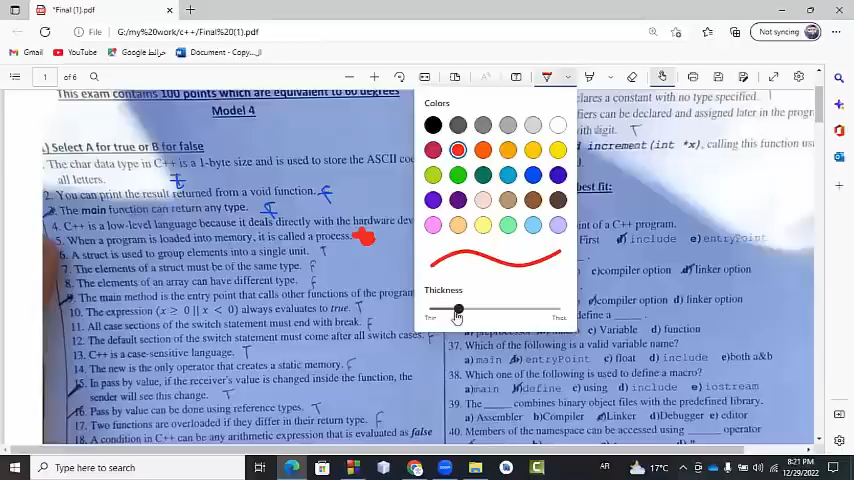 *Final (1).pdf
File
G:/my%20work/c++/Final%20(1).pdf
Not syncing
Gmail
YouTube
خرائط Google
Document - Copy...ال
1
of 6
This exam contains 100 points which are equivalent to 60 degrees
Model 4
A) Select A for true or B for false
1. The char data type in C++ is a 1-byte size and is used to store the ASCII co
all letters.
2. You can print the result returned from a void function. F
3. The main function can return any type.
4. C++ is a low-level language because it deals directly with the hardware dev
5. When a program is loaded into memory, it is called a process.
6. A struct is used to group elements into a single unit. T
7. The elements of a struct must be of the same type. F
8. The elements of an array can have different type. F
9. The main method is the entry point that calls other functions of the program
10. The expression (x ≥ 0 || x < 0) always evaluates to true. T
11. All case sections of the switch statement must end with break. F
12. The default section of the switch statement must come after all switch cases. F
13. C++ is a case-sensitive language. T
14. The new is the only operator that creates a static memory. F
15. In pass by value, if the receiver's value is changed inside the function, the
sender will see this change. T
16. Pass by value can be done using reference types. T
17. Two functions are overloaded if they differ in their return type. F
18. A condition in C++ can be any arithmetic expression that is evaluated as false
Colors
Thickness
Thin
Thick
lares a constant with no type specified.
fiers can be declared and assigned later in the progr
with digit. T
d increment(int *x), calling this function us
best fit:
t of a C++ program.
First d) include e) entryPoint
c)compiler option d)linker option
c)compiler option d)linker option
efine a _____.
a) preprocessor c) Variable d) function
37. Which of the following is a valid variable name?
a)main b)entryPoint c) float d) include e)both a&b
38. Which one of the following is used to define a macro?
a)main b)define c) using d) include e)iostream
39. The _____ combines binary object files with the predefined library.
a) Assembler b)Compiler c)Linker d)Debugger e) editor
40. Members of the namespace can be accessed using ______ operator
Type here to search
AR
17°C
8:21 PM
12/29/2022